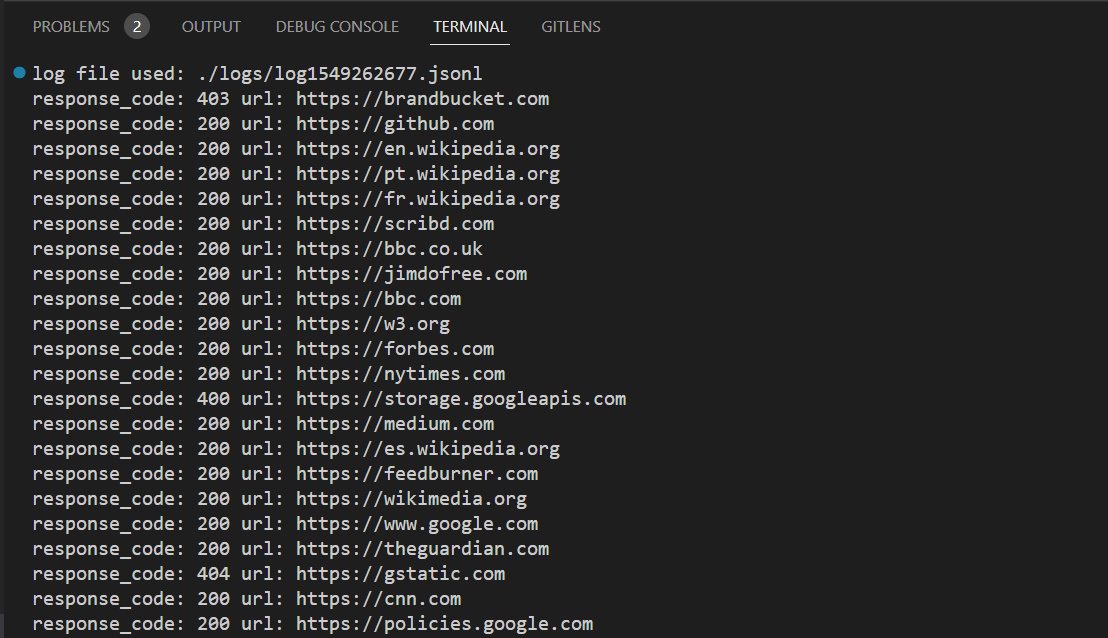 PROBLEMS 2 OUTPUT DEBUG CONSOLE TERMINAL GITLENS
log file used: ./logs/log1549262677.jsonl
response_code: 403 url: https://brandbucket.com
response_code: 200 url: https://github.com
response_code: 200 url: https://en.wikipedia.org
response_code: 200 url: https://pt.wikipedia.org
response_code: 200 url: https://fr.wikipedia.org
response_code: 200 url: https://scribd.com
response_code: 200 url: https://bbc.co.uk
response_code: 200 url: https://jimdofree.com
response_code: 200 url: https://bbc.com
response_code: 200 url: https://w3.org
response_code: 200 url: https://forbes.com
response_code: 200 url: https://nytimes.com
response_code: 400 url: https://storage.googleapis.com
response_code: 200 url: https://medium.com
response_code: 200 url: https://es.wikipedia.org
response_code: 200 url: https://feedburner.com
response_code: 200 url: https://wikimedia.org
response_code: 200 url: https://www.google.com
response_code: 200 url: https://theguardian.com
response_code: 404 url: https://gstatic.com
response_code: 200 url: https://cnn.com
response_code: 200 url: https://policies.google.com